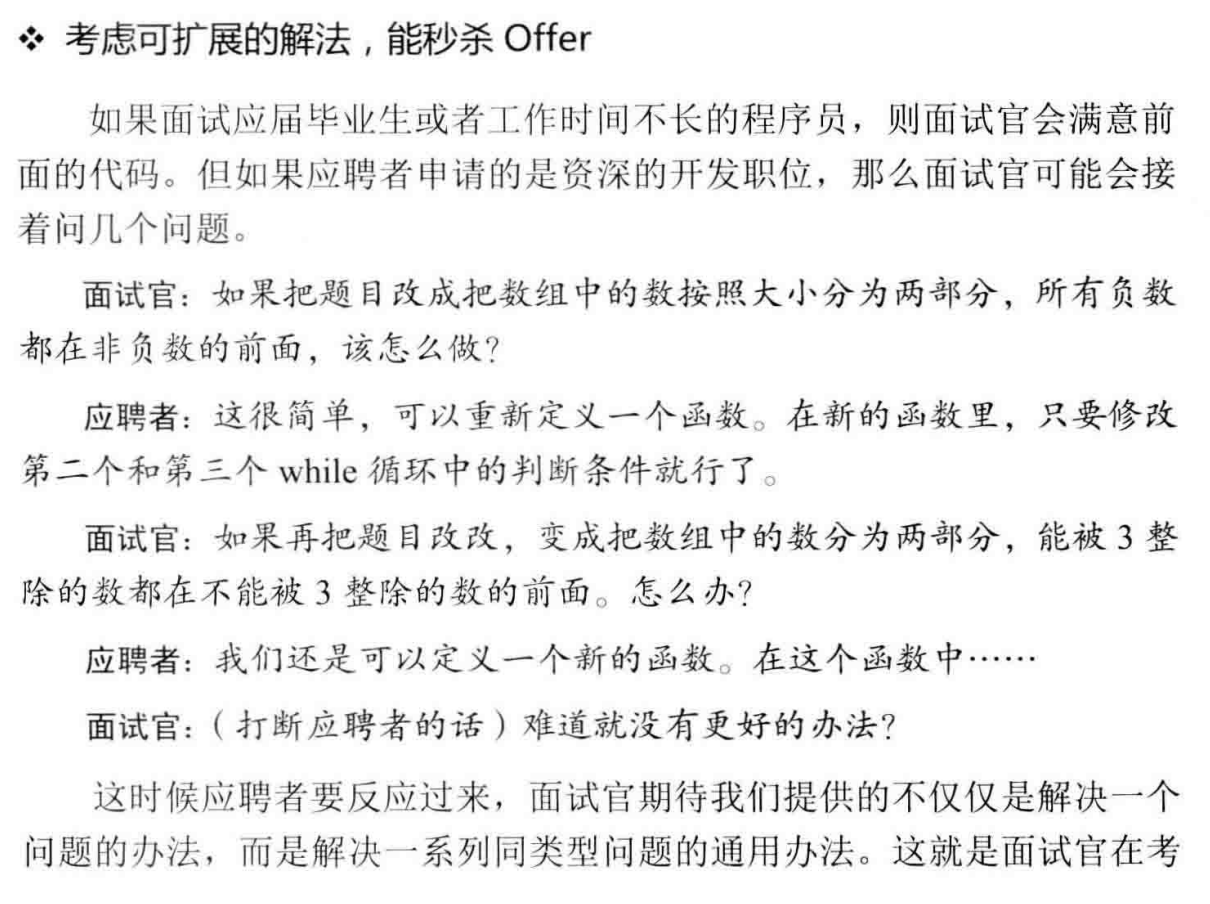 ❖ 考虑可扩展的解法，能秒杀 Offer
如果面试应届毕业生或者工作时间不长的程序员，则面试官会满意前
面的代码。但如果应聘者申请的是资深的开发职位，那么面试官可能会接
着问几个问题。
面试官：如果把题目改成把数组中的数按照大小分为两部分，所有负数
都在非负数的前面，该怎么做？
应聘者：这很简单，可以重新定义一个函数。在新的函数里，只要修改
第二个和第三个 while 循环中的判断条件就行了。
面试官：如果再把题目改改，变成把数组中的数分为两部分，能被 3 整
除的数都在不能被 3 整除的数的前面。怎么办？
应聘者：我们还是可以定义一个新的函数。在这个函数中……
面试官：（打断应聘者的话）难道就没有更好的办法？
这时候应聘者要反应过来，面试官期待我们提供的不仅仅是解决一个
问题的办法，而是解决一系列同类型问题的通用办法。这就是面试官在考